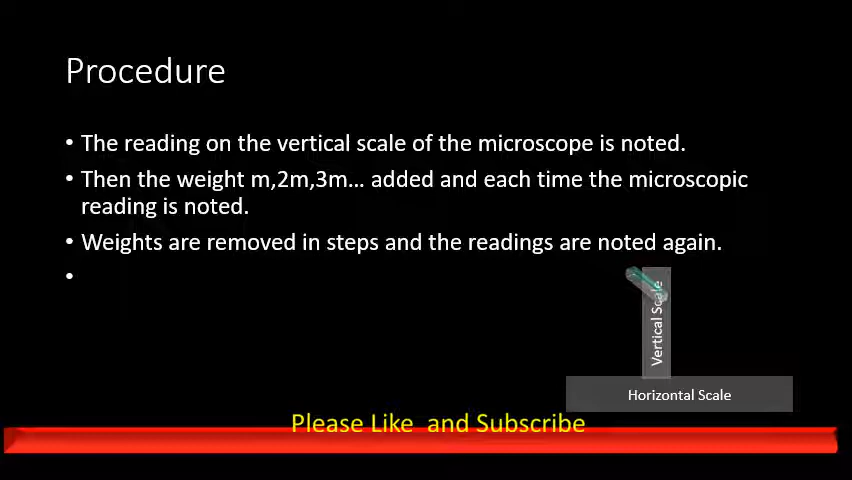 Procedure
• The reading on the vertical scale of the microscope is noted.
• Then the weight m,2m,3m... added and each time the microscopic
reading is noted.
• Weights are removed in steps and the readings are noted again.
•
Vertical Scale
Horizontal Scale
Please Like and Subscribe